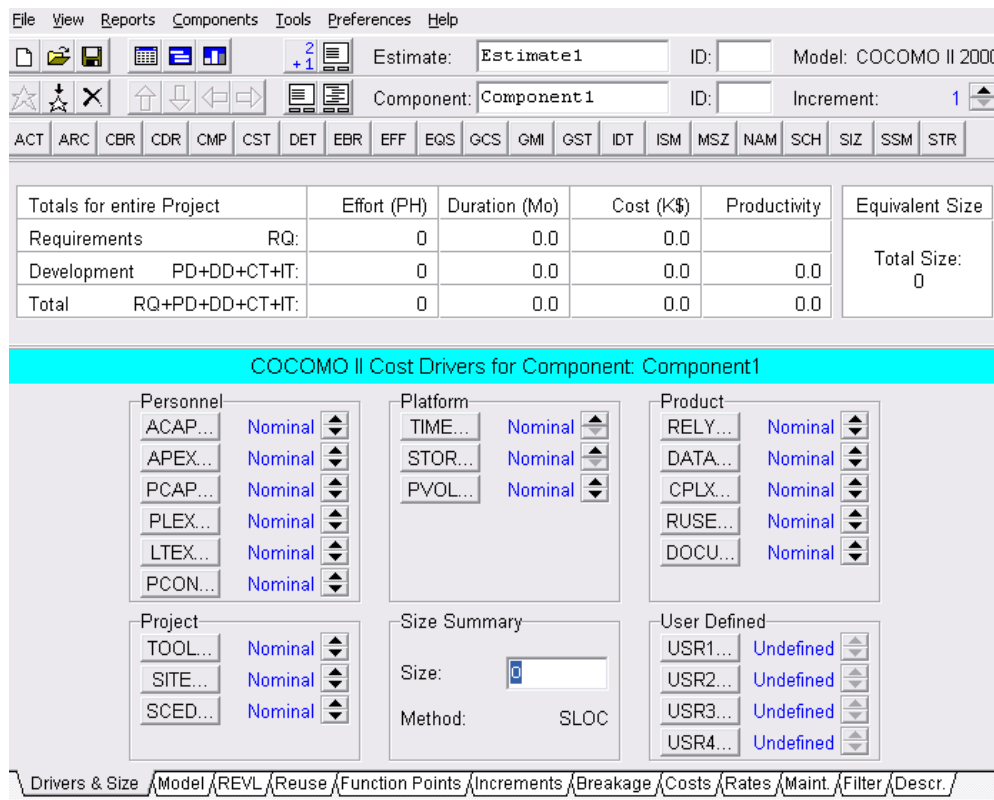 File View Reports Components Tools Preferences Help
2 +1 Estimate: Estimate1 ID: Model: COCOMO II 2000
Component: Component1 ID: Increment: 1
ACT ARC CBR CDR CMP CST DET EBR EFF EQS GCS GMI GST IDT ISM MSZ NAM SCH SIZ SSM STR
Totals for entire Project Effort (PH) Duration (Mo) Cost (K$) Productivity Equivalent Size
Requirements RQ: 0 0.0 0.0
Development PD+DD+CT+IT: 0 0.0 0.0 0.0 Total Size:
0
Total RQ+PD+DD+CT+IT: 0 0.0 0.0 0.0
COCOMO II Cost Drivers for Component: Component1
Personnel Platform Product
ACAP... Nominal TIME... Nominal RELY... Nominal
APEX... Nominal STOR... Nominal DATA... Nominal
PCAP... Nominal PVOL... Nominal CPLX... Nominal
PLEX... Nominal RUSE... Nominal
LTEX... Nominal DOCU... Nominal
PCON... Nominal
Project Size Summary User Defined
TOOL... Nominal Size: 0 USR1... Undefined
SITE... Nominal USR2... Undefined
SCED... Nominal Method: SLOC USR3... Undefined
USR4... Undefined
Drivers & Size Model REVL Reuse Function Points Increments Breakage Costs Rates Maint. Filter Descr.